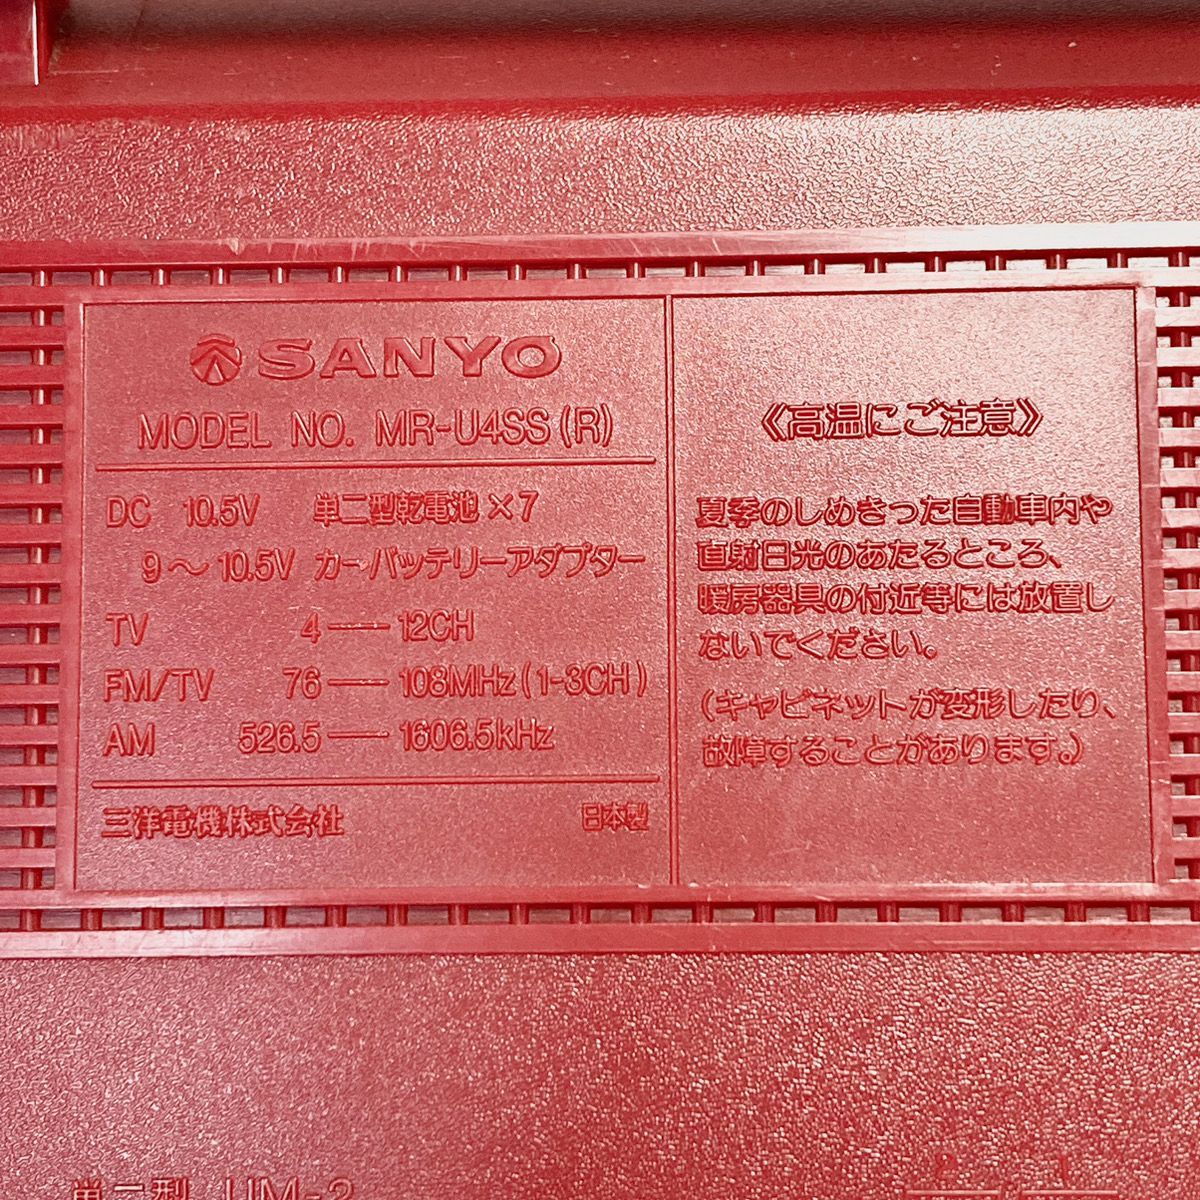 SANYO
MODEL NO. MR-U4SS(R)
DC 10.5V 単二型乾電池×7
9～10.5V カーバッテリーアダプター
TV 4—12CH
FM/TV 76—108MHz(1-3CH)
AM 526.5—1606.5kHz
三洋電機株式会社 日本製
《高温にご注意》
夏季のしめきった自動車内や
直射日光のあたるところ、
暖房器具の付近等には放置し
ないでください。
(キャビネットが変形したり、
故障することがあります。)
単二型 UM-2